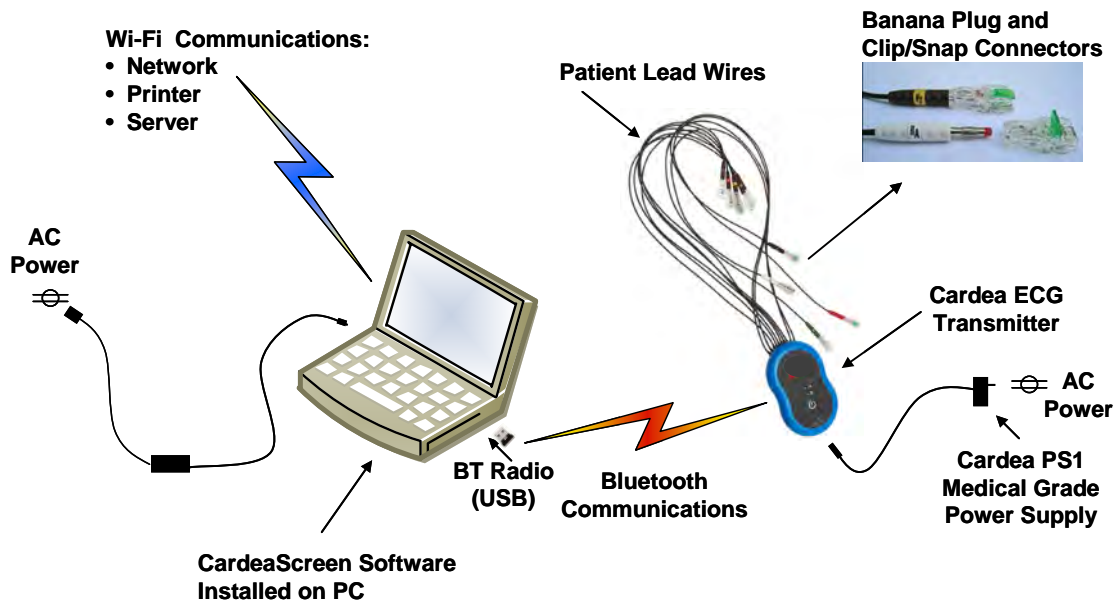 Wi-Fi Communications:
• Network
• Printer
• Server
Banana Plug and
Clip/Snap Connectors
Patient Lead Wires
AC
Power
Cardea ECG
Transmitter
AC
Power
BT Radio
(USB)
Bluetooth
Communications
Cardea PS1
Medical Grade
Power Supply
CardeaScreen Software
Installed on PC